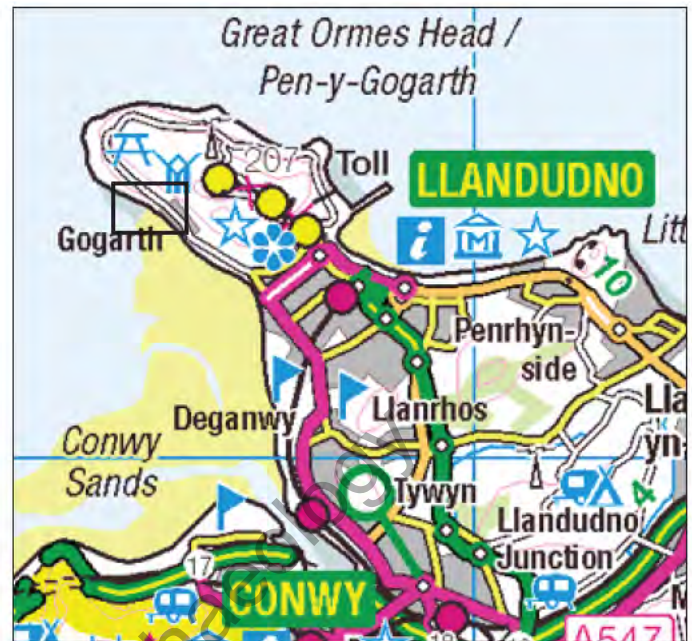 Great Ormes Head /
Pen-y-Gogarth
207
Toll
LLANDUDNO
Gogarth
i
M
Litt
10
Penrhyn-
side
Deganwy
Llanrhos
Lla
yn-
Conwy
Sands
Tywyn
4
Llandudno
Junction
17
CONWY
18
A547